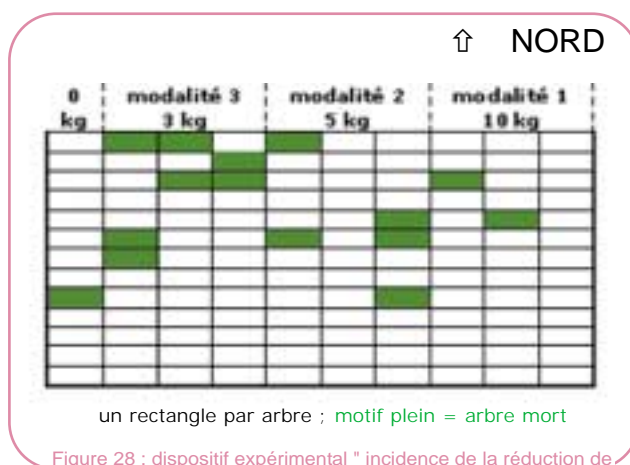 ⇧ NORD
0 modalité 3 modalité 2 modalité 1
kg 3 kg 5 kg 10 kg
un rectangle par arbre ; motif plein = arbre mort
Figure 28 : dispositif expérimental " incidence de la réduction de